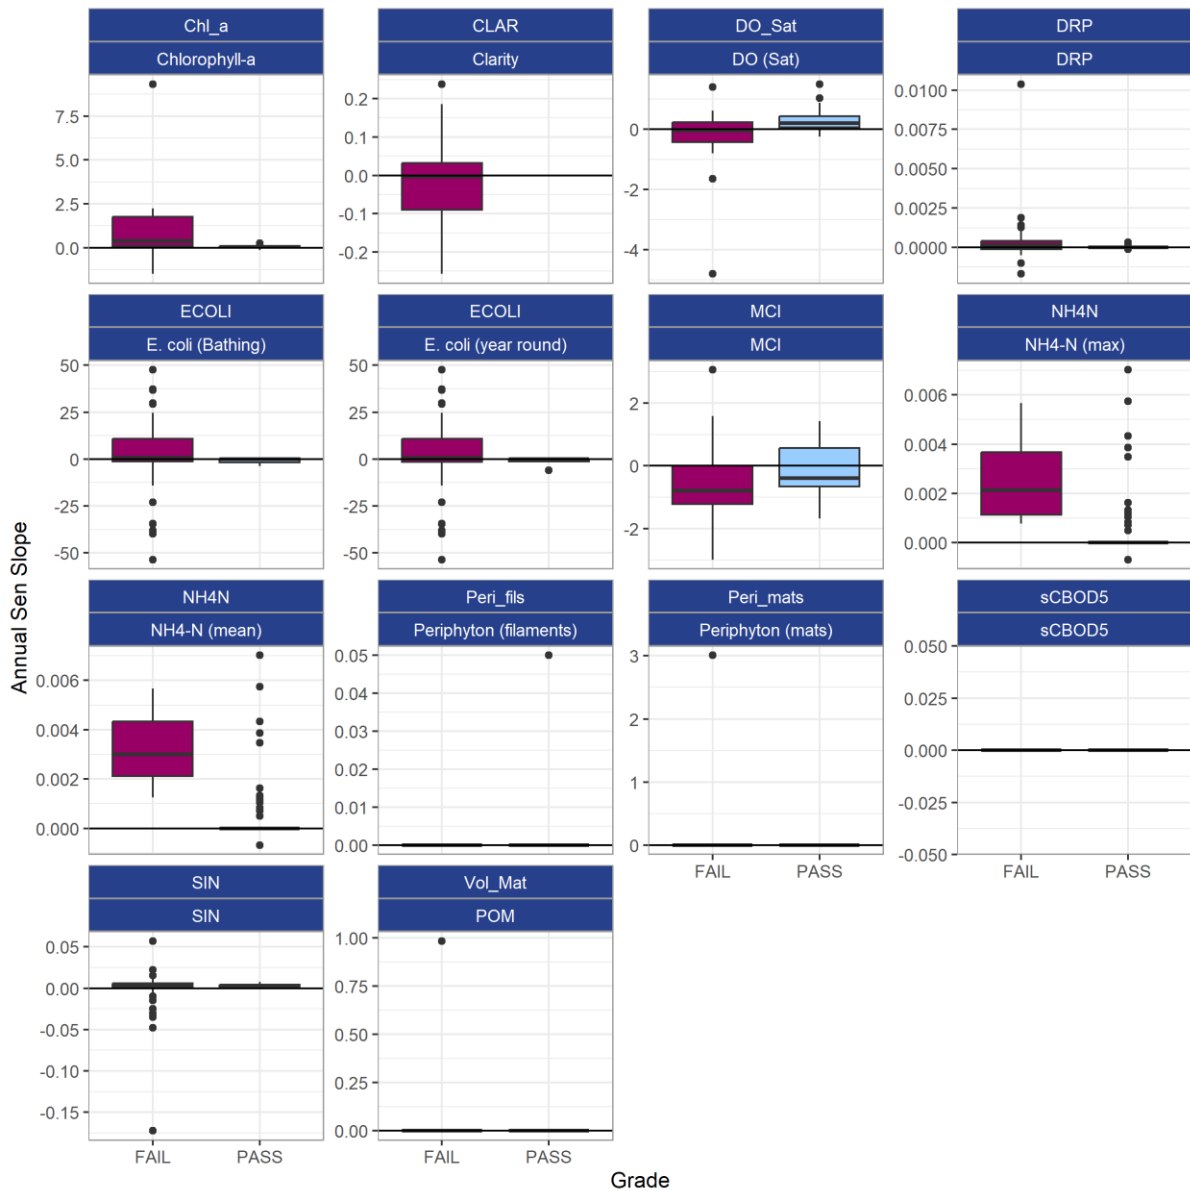 Chl_a
Chlorophyll-a
7.5
5.0
2.5
0.0
CLAR
Clarity
0.2
0.1
0.0
-0.1
-0.2
DO_Sat
DO (Sat)
0
-2
-4
DRP
DRP
0.0100
0.0075
0.0050
0.0025
0.0000
ECOLI
E. coli (Bathing)
50
25
0
-25
-50
ECOLI
E. coli (year round)
50
25
0
-25
-50
MCI
MCI
2
0
-2
NH4N
NH4-N (max)
0.006
0.004
0.002
0.000
NH4N
NH4-N (mean)
0.006
0.004
0.002
0.000
Peri_fils
Periphyton (filaments)
0.05
0.04
0.03
0.02
0.01
0.00
Peri_mats
Periphyton (mats)
3
2
1
0
FAIL PASS
sCBOD5
sCBOD5
0.050
0.025
0.000
-0.025
-0.050
FAIL PASS
SIN
SIN
0.05
0.00
-0.05
-0.10
-0.15
FAIL PASS
Vol_Mat
POM
1.00
0.75
0.50
0.25
0.00
FAIL PASS
Annual Sen Slope
Grade